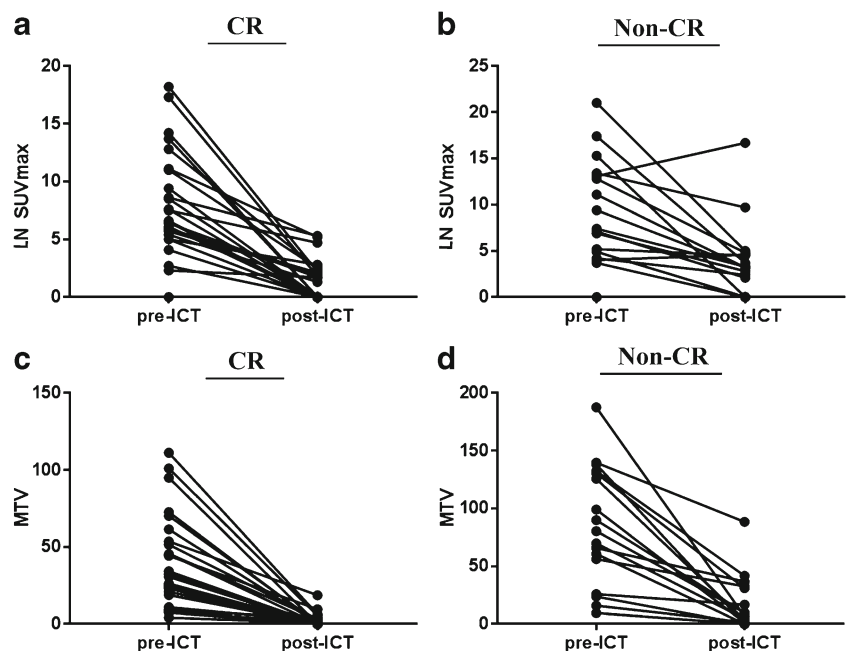 a
CR
LN SUVmax
20
15
10
5
0
pre-ICT
post-ICT
b
Non-CR
LN SUVmax
25
20
15
10
5
0
pre-ICT
post-ICT
c
CR
MTV
150
100
50
0
pre-ICT
post-ICT
d
Non-CR
MTV
200
150
100
50
0
pre-ICT
post-ICT